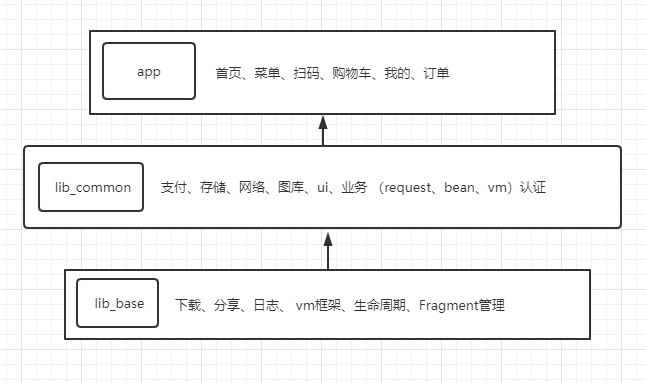 app
首页、菜单、扫码、购物车、我的、订单
lib_common
支付、存储、网络、图库、ui、业务 （request、bean、vm）认证
lib_base
下载、分享、日志、 vm框架、生命周期、Fragment管理